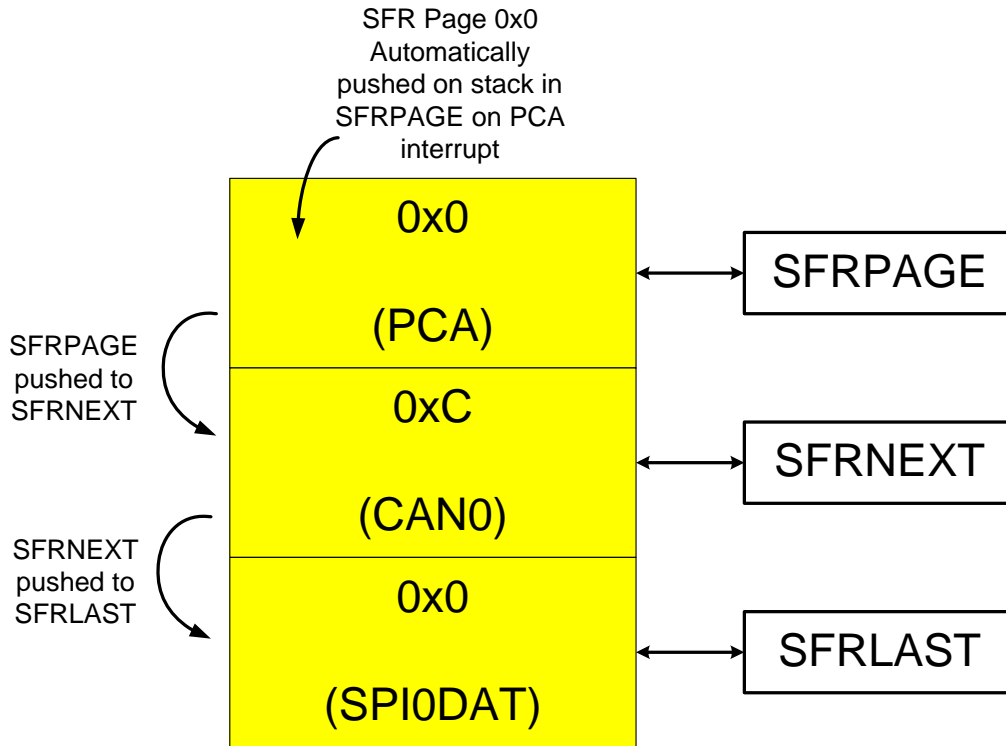 SFR Page 0x0
Automatically
pushed on stack in
SFRPAGE on PCA
interrupt
0x0
(PCA)
SFRPAGE
SFRPAGE
pushed to
SFRNEXT
0xC
(CAN0)
SFRNEXT
SFRNEXT
pushed to
SFRLAST
0x0
(SPI0DAT)
SFRLAST